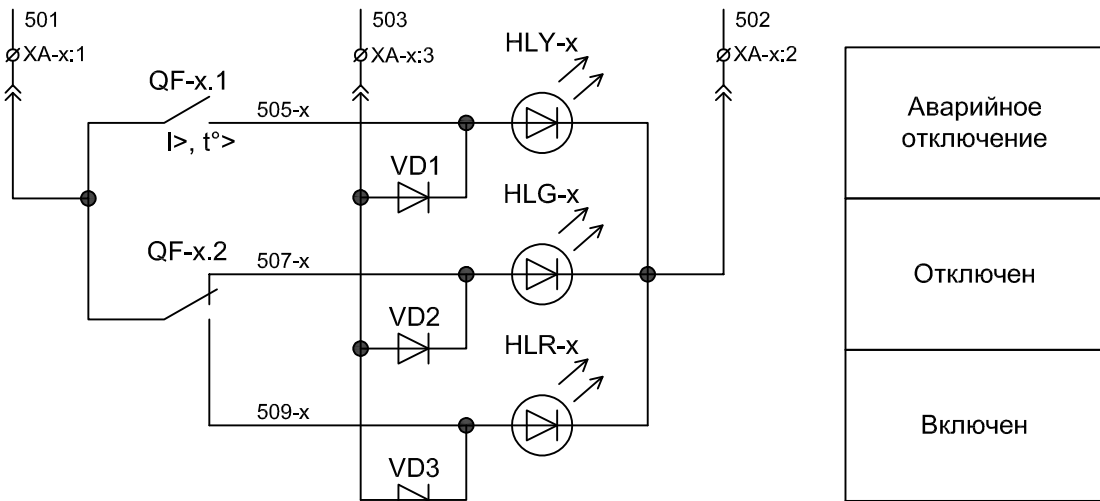 501
503
502
XA-x:1
XA-x:3
XA-x:2
HLY-x
QF-x.1
505-x
I>, t°>
Аварийное
отключение
VD1
HLG-x
QF-x.2
507-x
Отключен
VD2
HLR-x
509-x
Включен
VD3